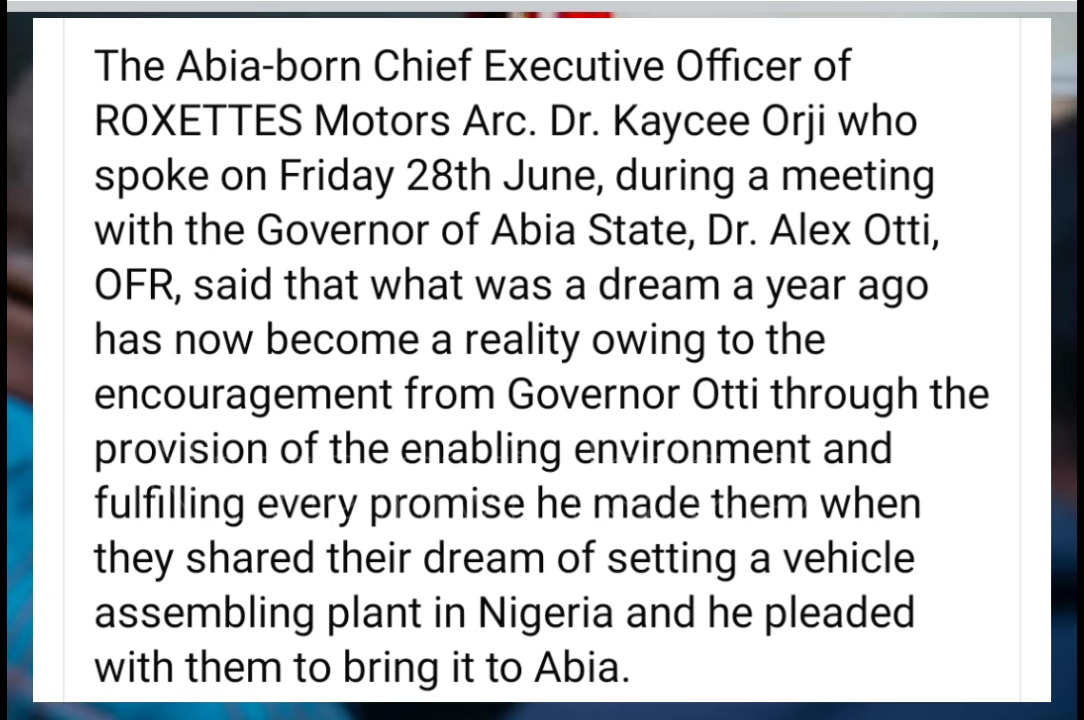 The Abia-born Chief Executive Officer of
ROXETTES Motors Arc. Dr. Kaycee Orji who
spoke on Friday 28th June, during a meeting
with the Governor of Abia State, Dr. Alex Otti,
OFR, said that what was a dream a year ago
has now become a reality owing to the
encouragement from Governor Otti through the
provision of the enabling environment and
fulfilling every promise he made them when
they shared their dream of setting a vehicle
assembling plant in Nigeria and he pleaded
with them to bring it to Abia.